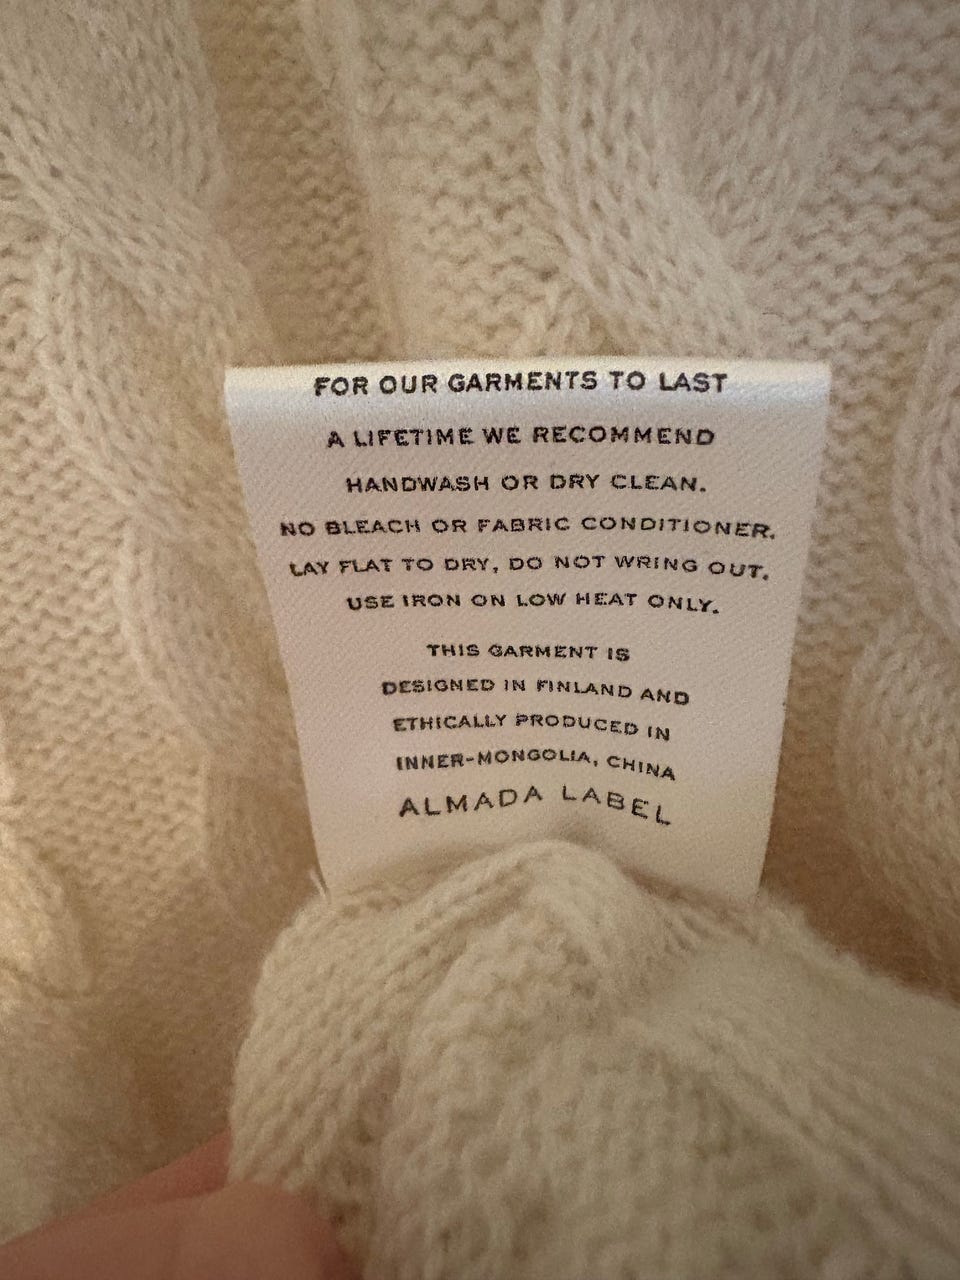 FOR OUR GARMENTS TO LAST
A LIFETIME WE RECOMMEND
HANDWASH OR DRY CLEAN.
NO BLEACH OR FABRIC CONDITIONER.
LAY FLAT TO DRY, DO NOT WRING OUT.
USE IRON ON LOW HEAT ONLY.
THIS GARMENT IS
DESIGNED IN FINLAND AND
ETHICALLY PRODUCED IN
INNER-MONGOLIA, CHINA
ALMADA LABEL